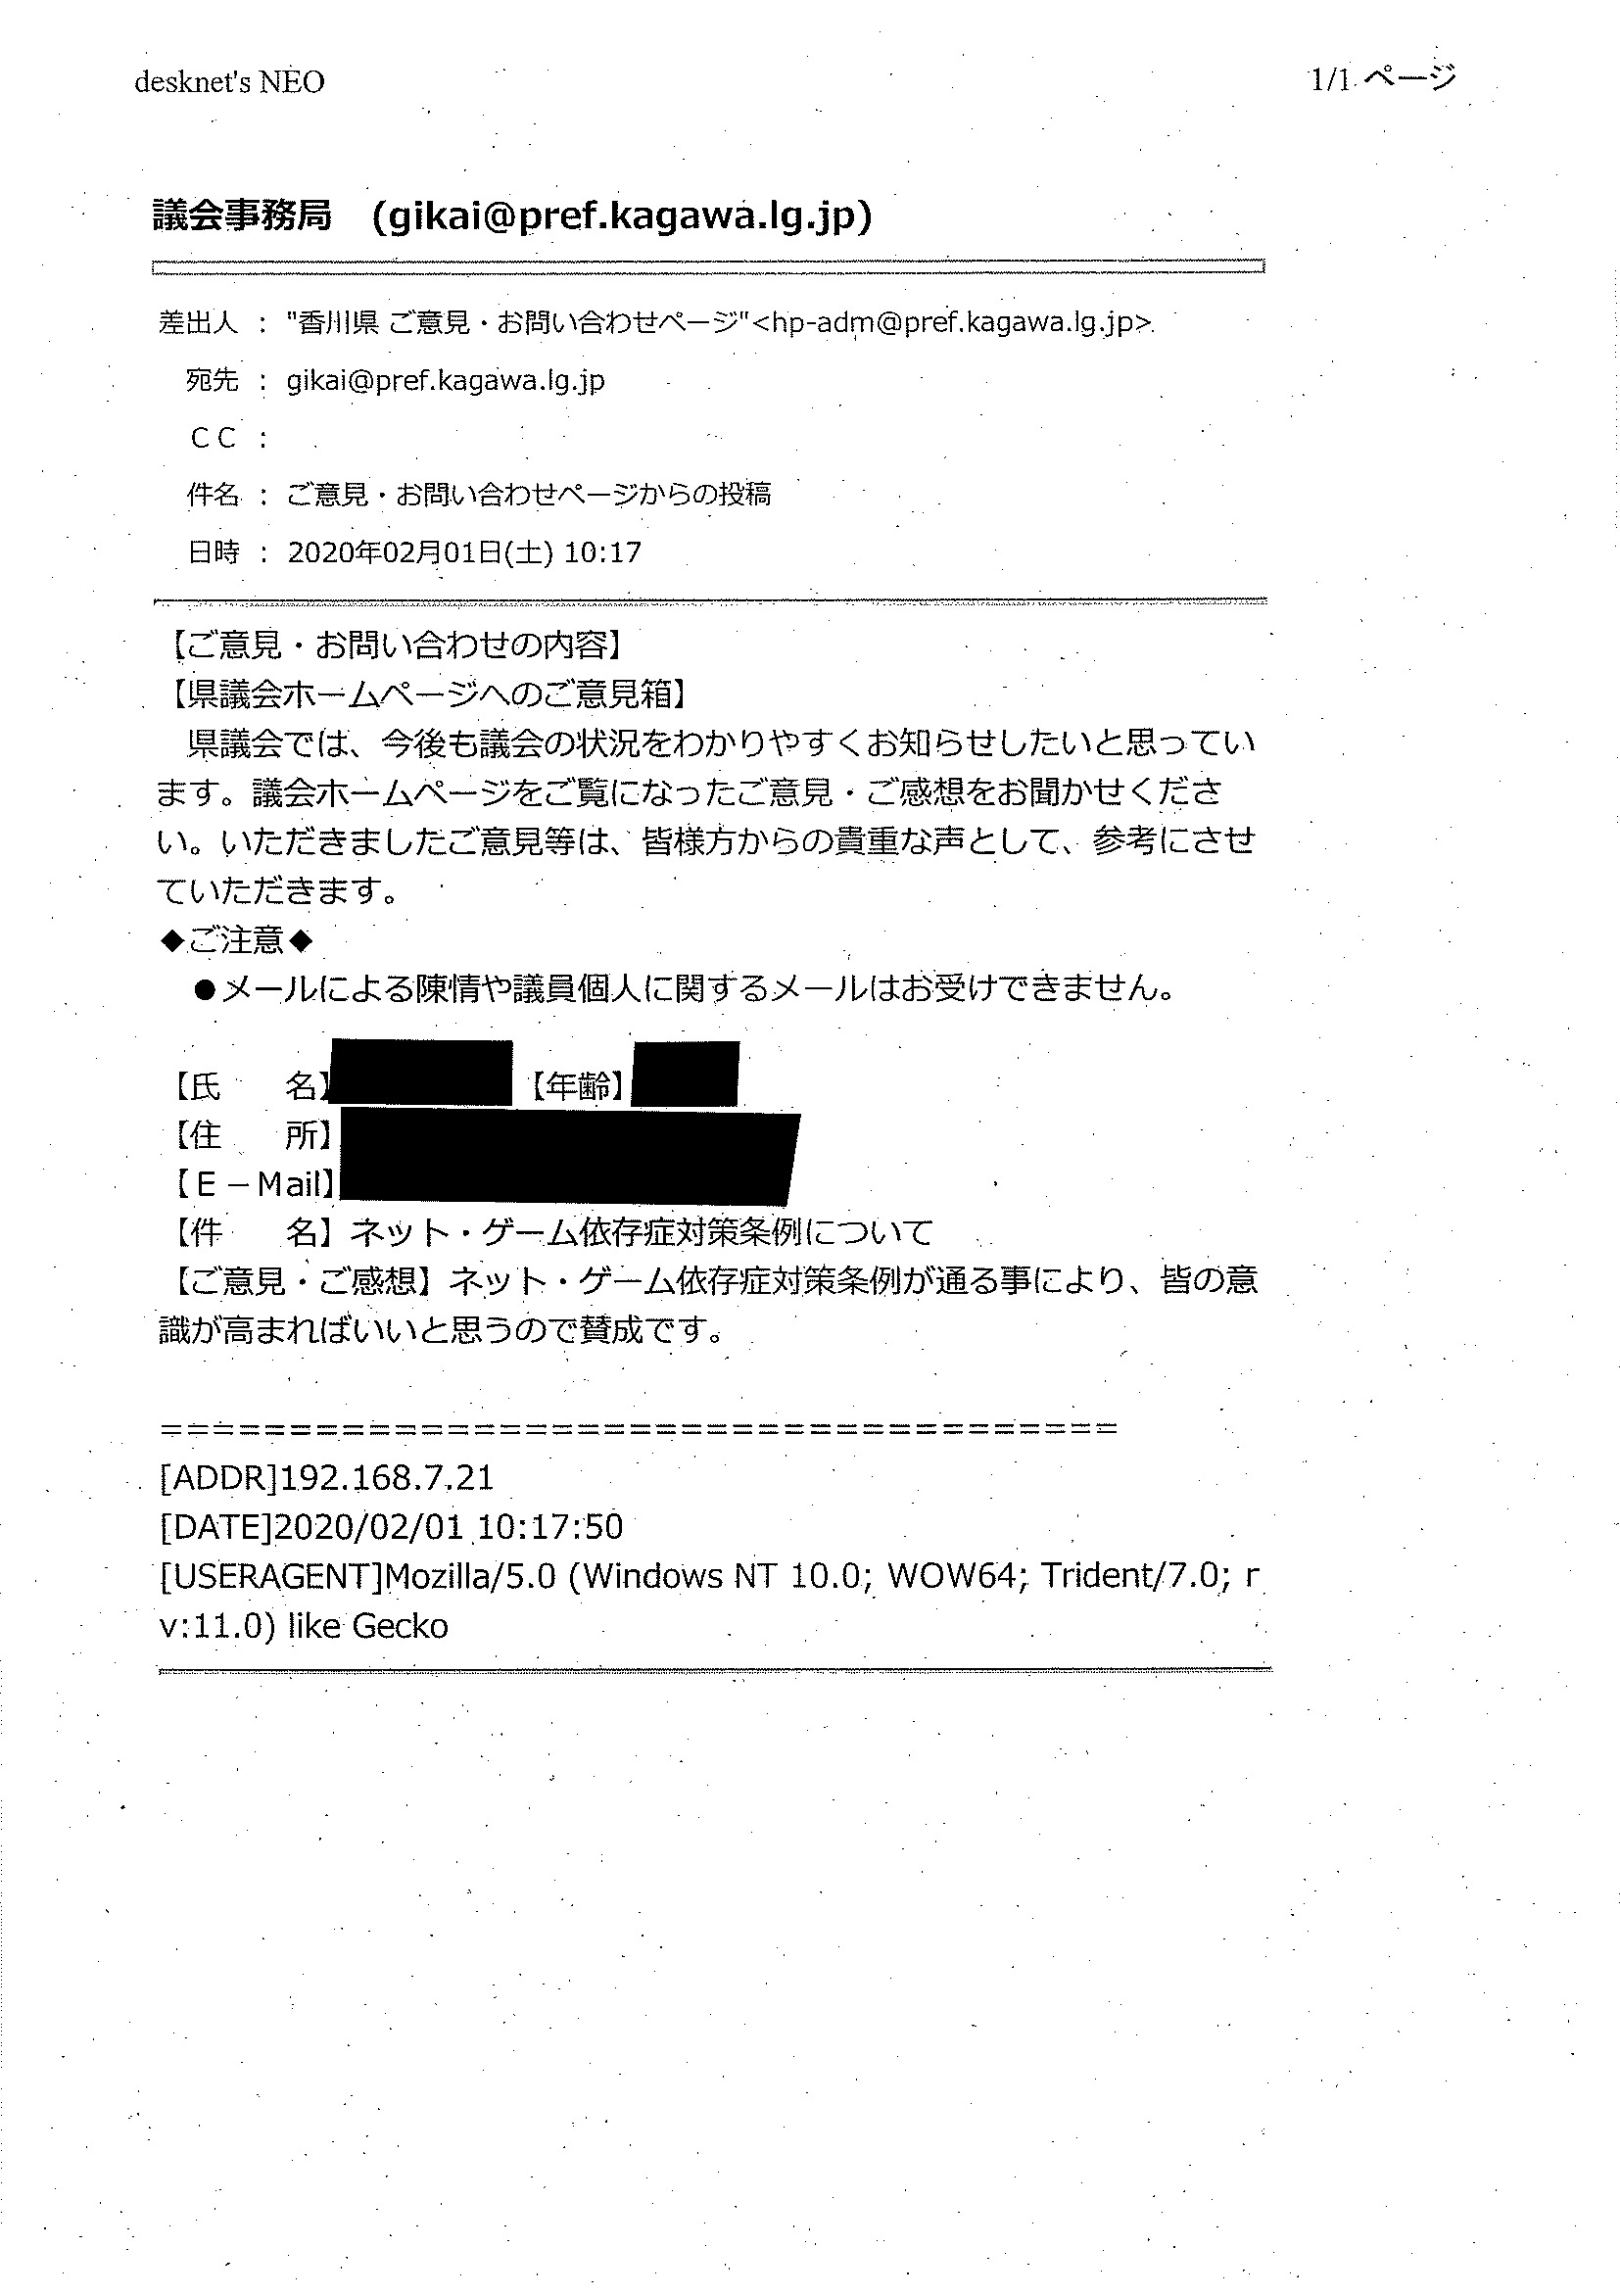 desknet's NEO
1/1 ページ
議会事務局　(gikai@pref.kagawa.lg.jp)
差出人 ： "香川県 ご意見・お問い合わせページ"<hp-adm@pref.kagawa.lg.jp>
宛先 ： gikai@pref.kagawa.lg.jp
ＣＣ ：
件名 ： ご意見・お問い合わせページからの投稿
日時 ： 2020年02月01日(土) 10:17
【ご意見・お問い合わせの内容】
【県議会ホームページへのご意見箱】
　県議会では、今後も議会の状況をわかりやすくお知らせしたいと思ってい
ます。議会ホームページをご覧になったご意見・ご感想をお聞かせくださ
い。いただきましたご意見等は、皆様方からの貴重な声として、参考にさせ
ていただきます。
◆ご注意◆
　●メールによる陳情や議員個人に関するメールはお受けできません。
【氏　　名】【年齢】
【住　　所】
【Ｅ－Mail】
【件　　名】ネット・ゲーム依存症対策条例について
【ご意見・ご感想】ネット・ゲーム依存症対策条例が通る事により、皆の意
識が高まればいいと思うので賛成です。
=====================================
[ADDR]192.168.7.21
[DATE]2020/02/01 10:17:50
[USERAGENT]Mozilla/5.0 (Windows NT 10.0; WOW64; Trident/7.0; r
v:11.0) like Gecko